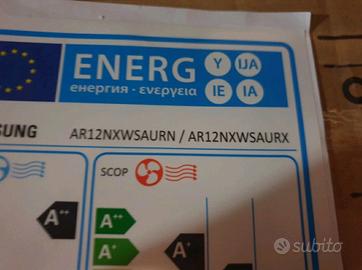 ENERG Y IJA
енергия · ενεργεια IE IA
SUNG AR12NXWSAURN / AR12NXWSAURX
SCOP
A++ A++
A+ A+
subito